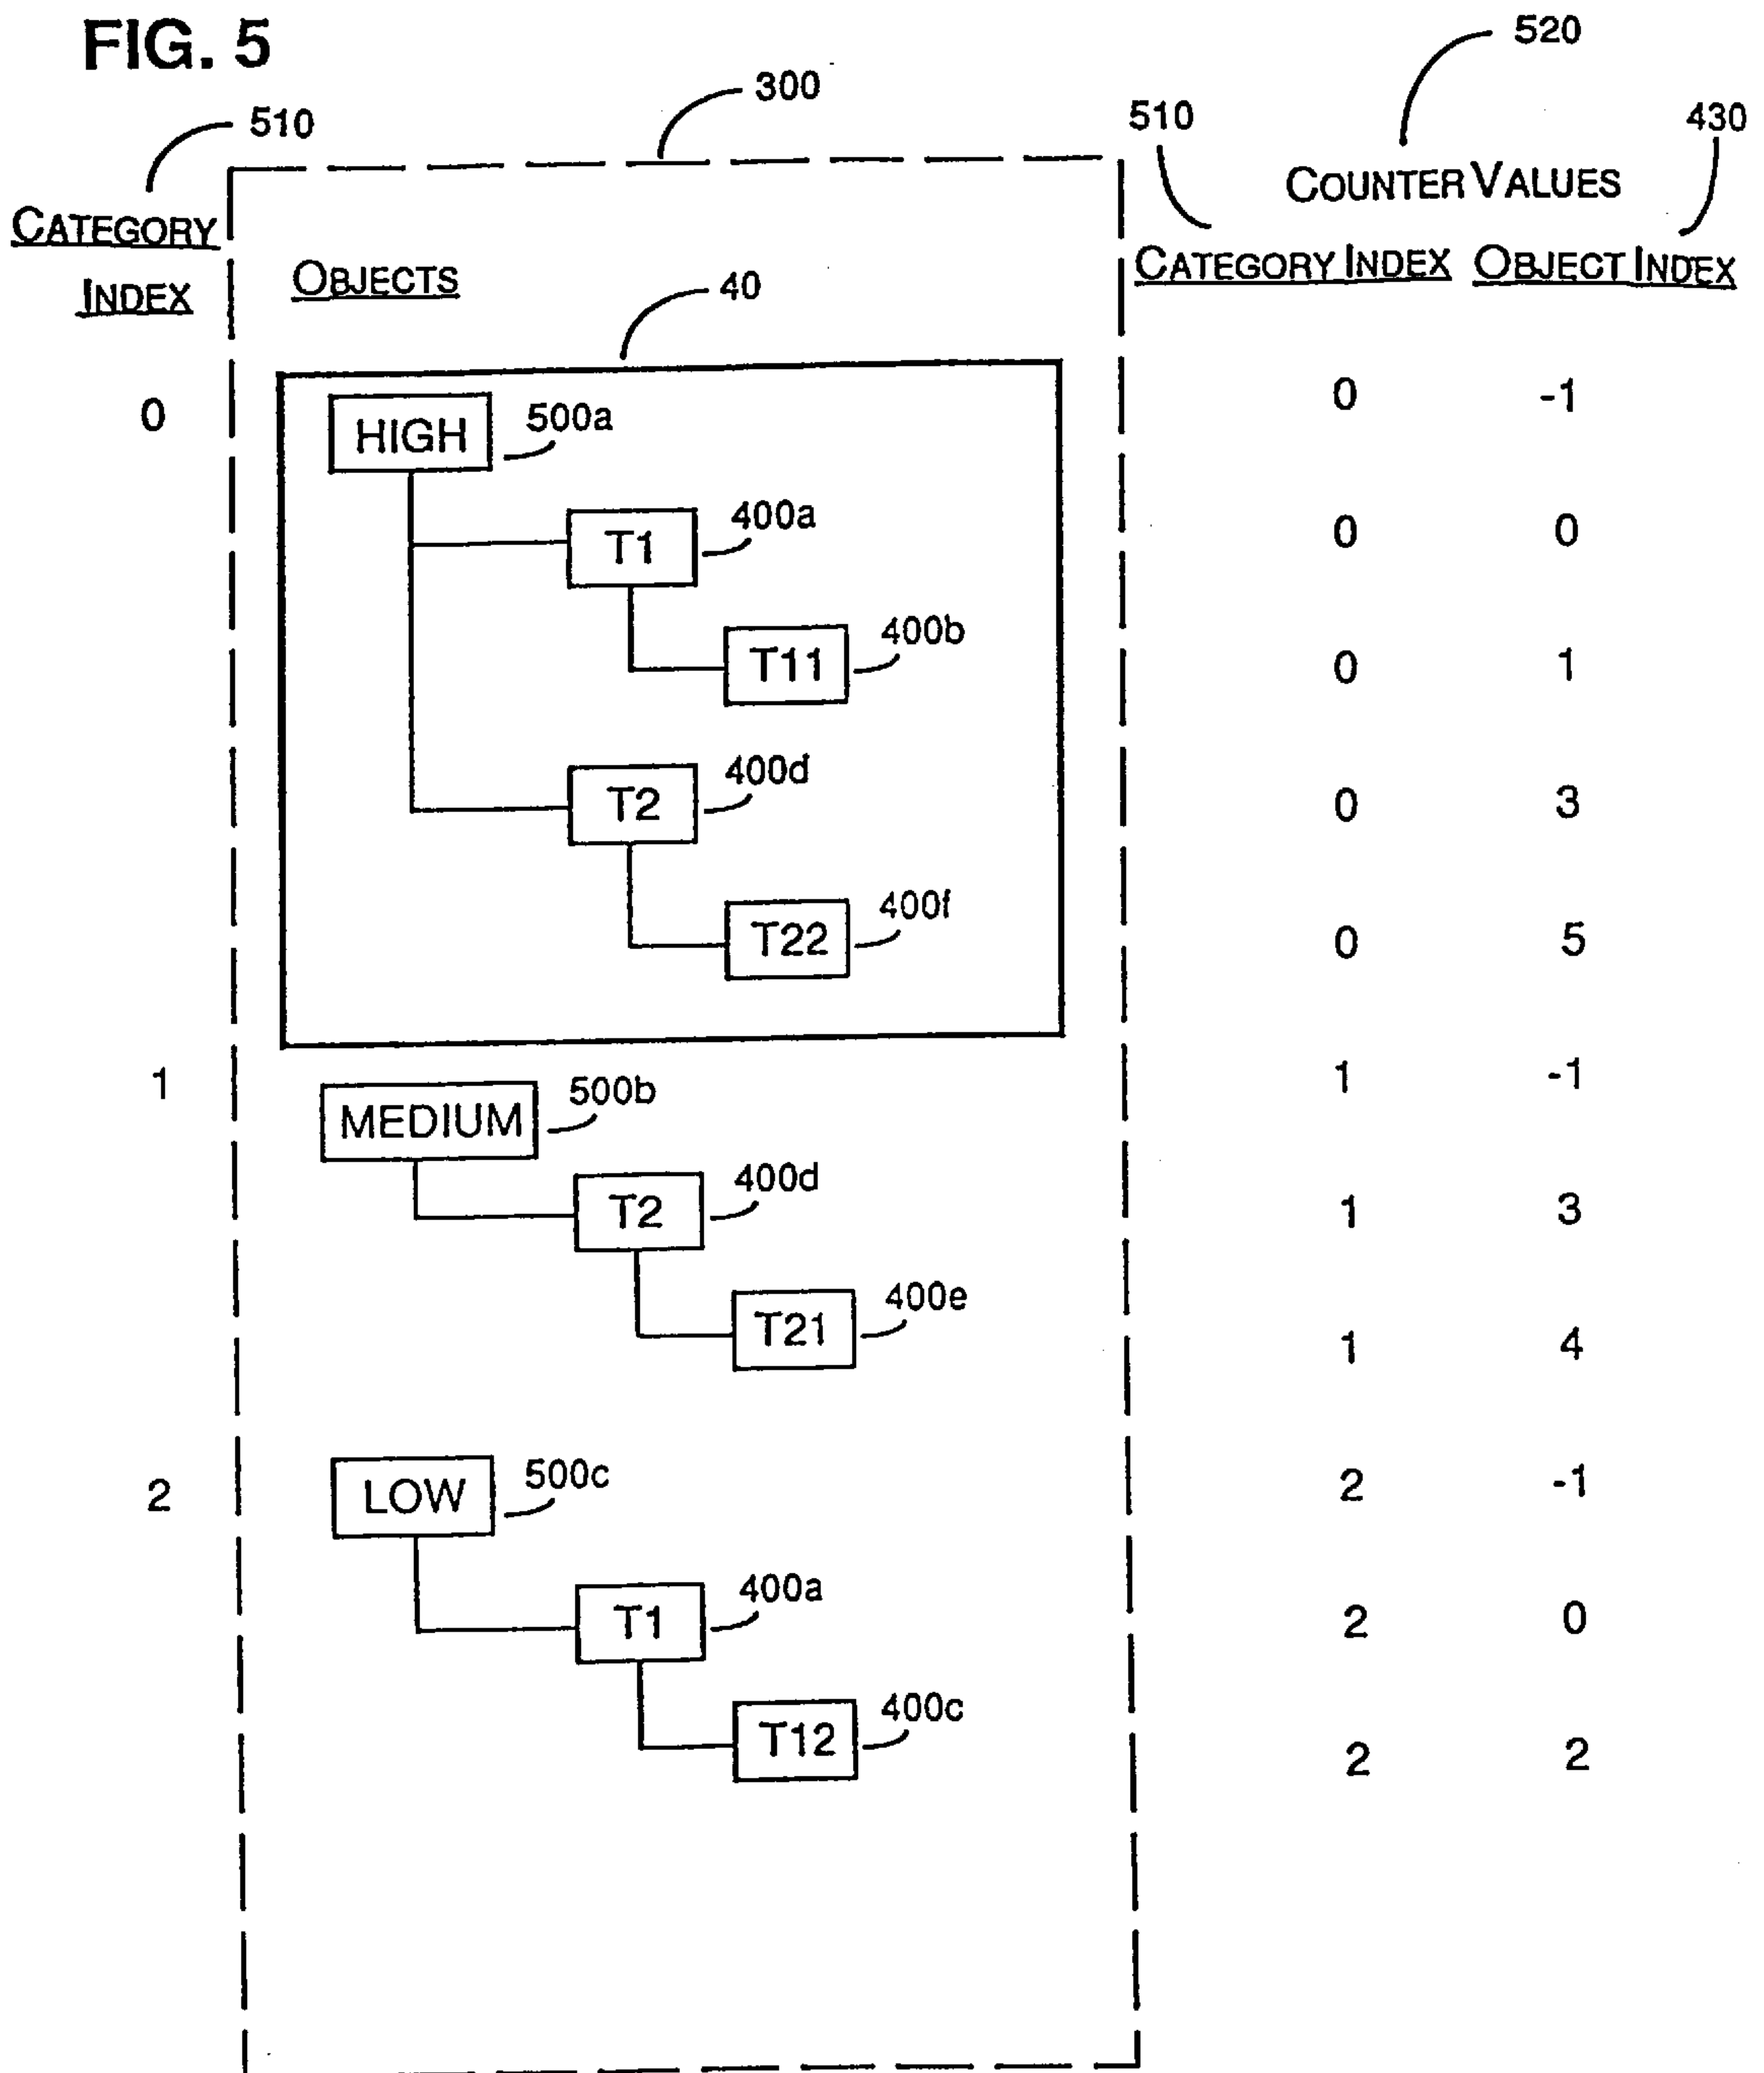 FIG. 5
520
300
510
510
430
COUNTER VALUES
CATEGORY INDEX
OBJECTS
CATEGORY INDEX OBJECT INDEX
40
0
HIGH 500a
0 -1
T1 400a
0 0
T11 400b
0 1
T2 400d
0 3
T22 400f
0 5
1
MEDIUM 500b
1 -1
T2 400d
1 3
T21 400e
1 4
2
LOW 500c
2 -1
T1 400a
2 0
T12 400c
2 2